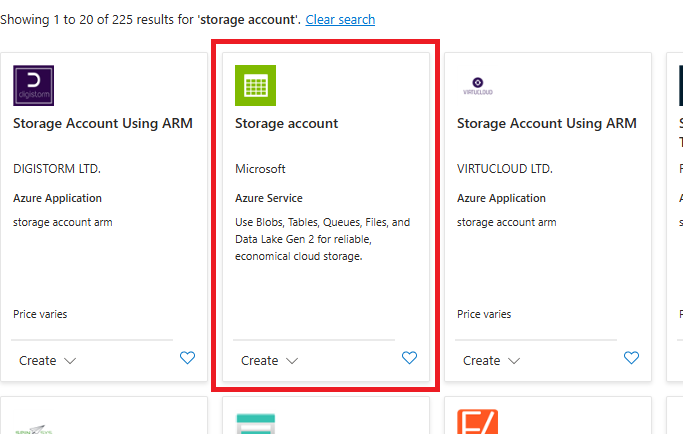 Showing 1 to 20 of 225 results for 'storage account'. Clear search
digistorm
Storage Account Using ARM
DIGISTORM LTD.
Azure Application
storage account arm
Price varies
Create
Storage account
Microsoft
Azure Service
Use Blobs, Tables, Queues, Files, and
Data Lake Gen 2 for reliable,
economical cloud storage.
Create
VIRTUCLOUD
Storage Account Using ARM
VIRTUCLOUD LTD.
Azure Application
storage account arm
Price varies
Create